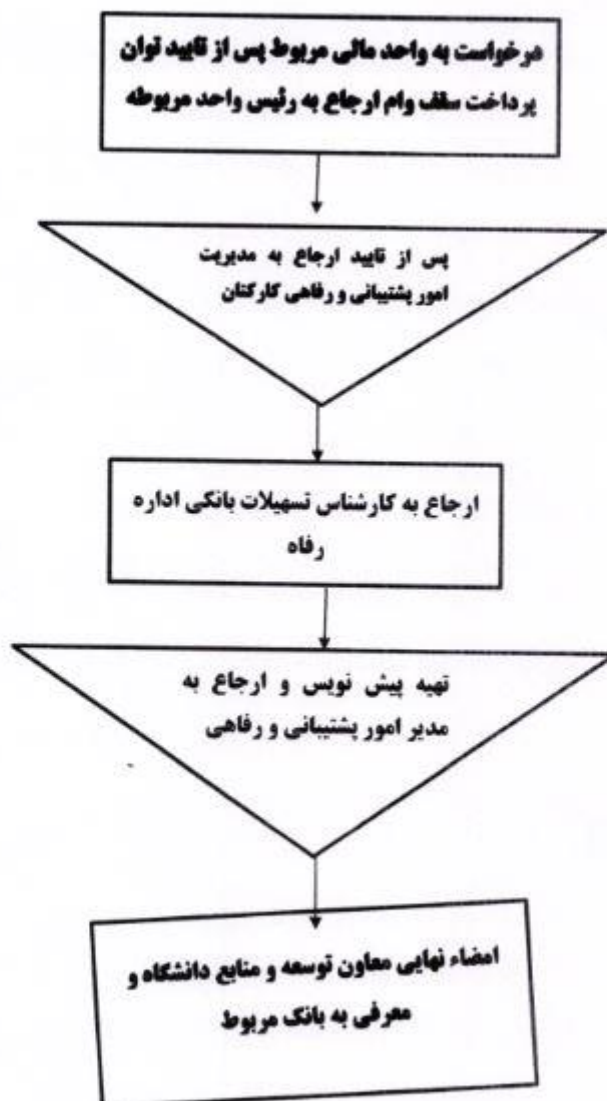 درخواست به واحد مالی مربوط پس از تایید توان
پرداخت سقف وام ارجاع به رئیس واحد مربوطه
پس از تایید ارجاع به مدیریت
امور پشتیبانی و رفاهی کارکنان
ارجاع به کارشناس تسهیلات بانکی اداره
رفاه
تهیه پیش نویس و ارجاع به
مدیر امور پشتیبانی و رفاهی
امضاء نهایی معاون توسعه و منابع دانشگاه و
معرفی به بانک مربوط